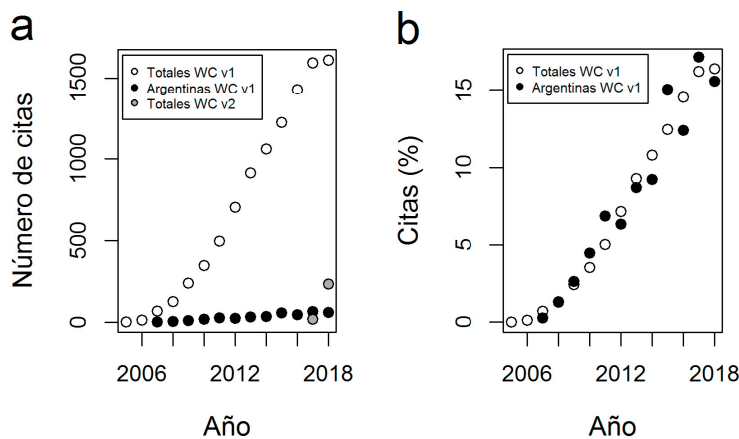 a
Totales WC v1
Argentinas WC v1
Totales WC v2
Número de citas
1500
1000
500
0
2006
2012
2018
Año
b
Totales WC v1
Argentinas WC v1
Citas (%)
15
10
5
0
2006
2012
2018
Año